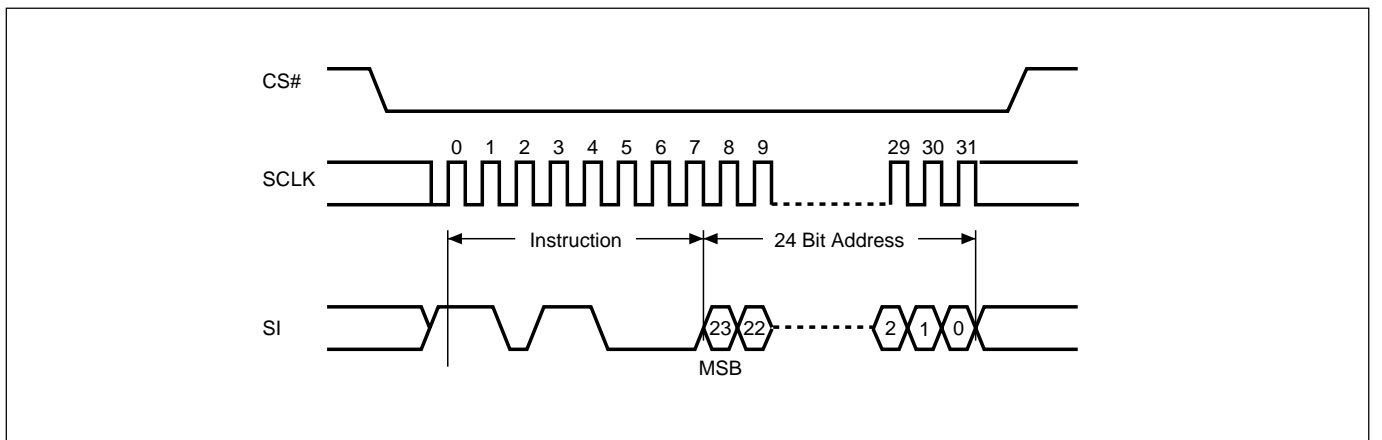 CS#
0 1 2 3 4 5 6 7 8 9 29 30 31
SCLK
Instruction 24 Bit Address
SI 23 22 2 1 0
MSB